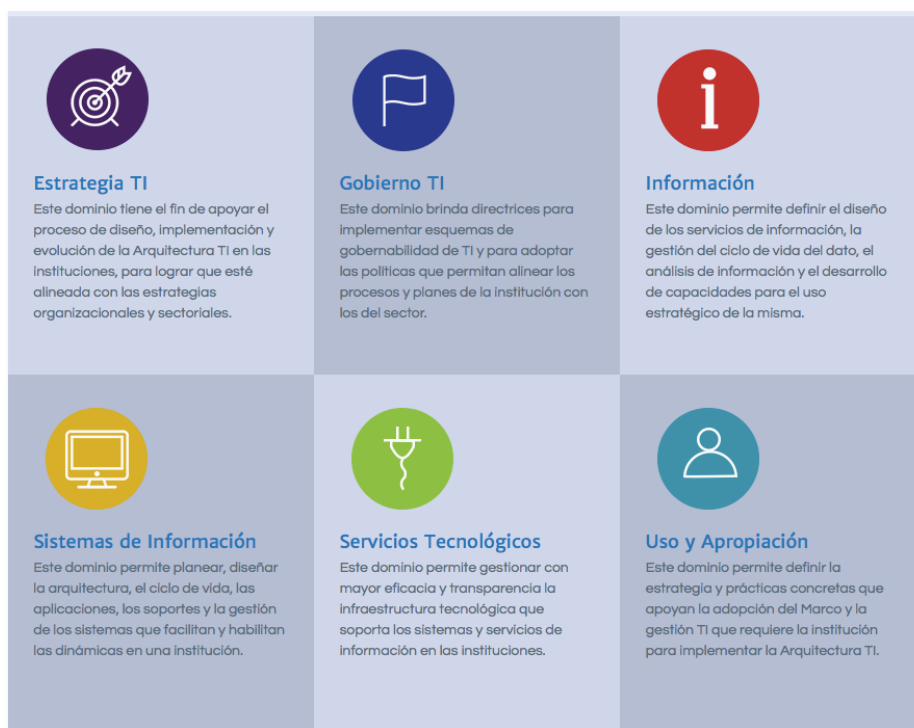 Estrategia TI
Este dominio tiene el fin de apoyar el
proceso de diseño, implementación y
evolución de la Arquitectura TI en las
instituciones, para lograr que esté
alineada con las estrategias
organizacionales y sectoriales.
Gobierno TI
Este dominio brinda directrices para
implementar esquemas de
gobernabilidad de TI y para adoptar
las políticas que permitan alinear los
procesos y planes de la institución con
los del sector.
Información
Este dominio permite definir el diseño
de los servicios de información, la
gestión del ciclo de vida del dato, el
análisis de información y el desarrollo
de capacidades para el uso
estratégico de la misma.
Sistemas de Información
Este dominio permite planear, diseñar
la arquitectura, el ciclo de vida, las
aplicaciones, los soportes y la gestión
de los sistemas que facilitan y habilitan
las dinámicas en una institución.
Servicios Tecnológicos
Este dominio permite gestionar con
mayor eficacia y transparencia la
infraestructura tecnológica que
soporta los sistemas y servicios de
información en las instituciones.
Uso y Apropiación
Este dominio permite definir la
estrategia y prácticas concretas que
apoyan la adopción del Marco y la
gestión TI que requiere la institución
para implementar la Arquitectura TI.